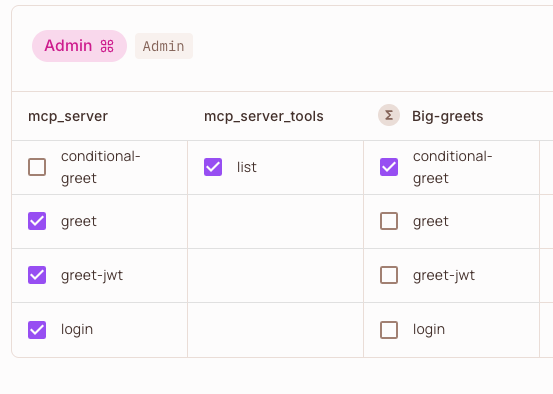 Admin Admin
mcp_server mcp_server_tools Σ Big-greets
conditional-greet list conditional-greet
greet greet
greet-jwt greet-jwt
login login